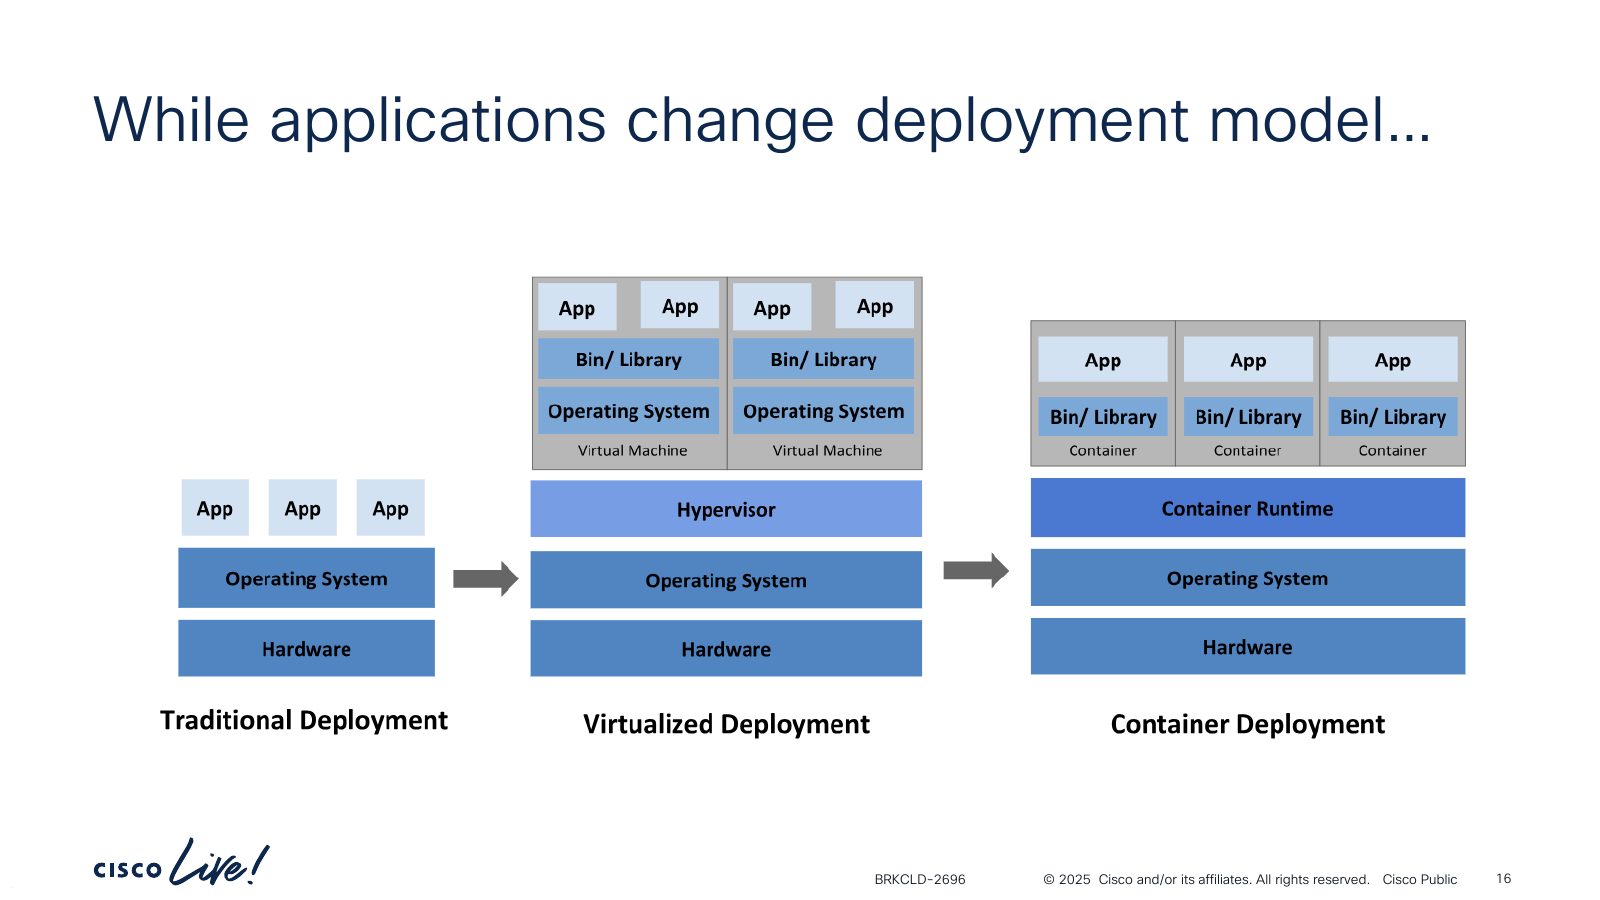 While applications change deployment model...
App
App
App
Operating System
Hardware
Traditional Deployment
App
App
App
App
Bin/ Library
Bin/ Library
Operating System
Operating System
Virtual Machine
Virtual Machine
Hypervisor
Operating System
Hardware
Virtualized Deployment
App
App
App
Bin/ Library
Bin/ Library
Bin/ Library
Container
Container
Container
Container Runtime
Operating System
Hardware
Container Deployment
CISCO Live!
BRKCLD-2696
© 2025 Cisco and/or its affiliates. All rights reserved. Cisco Public
16